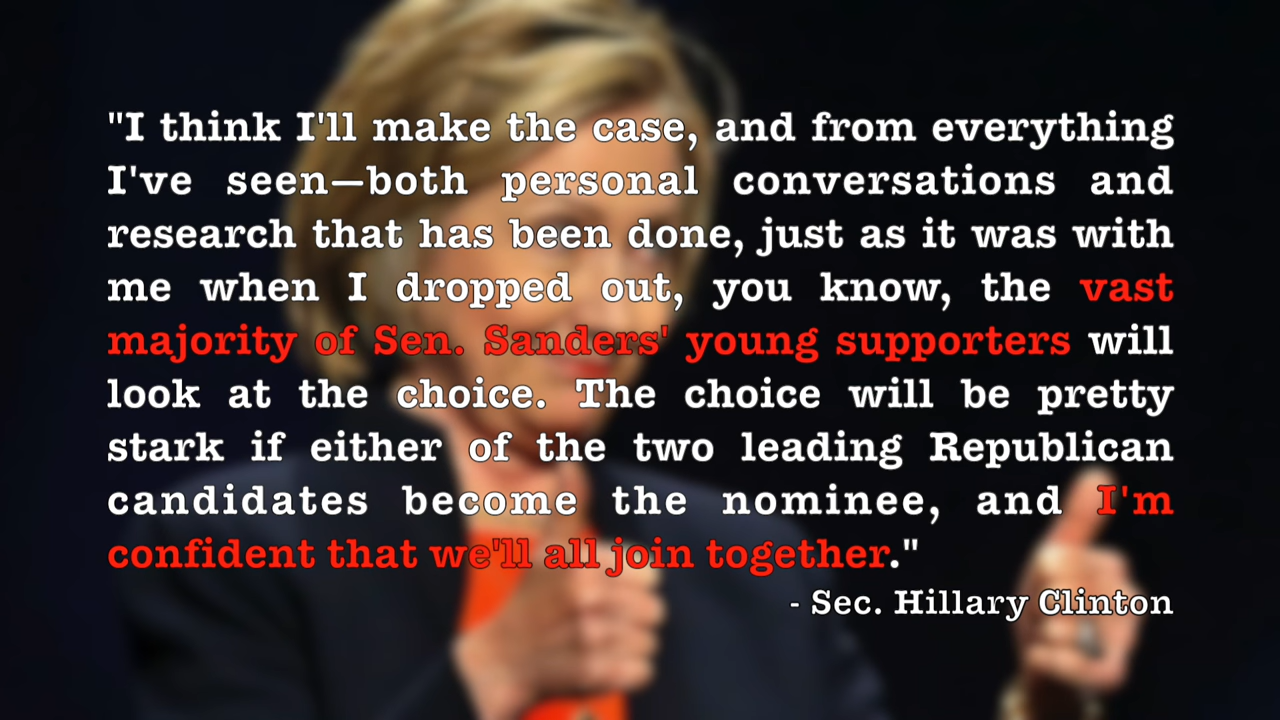 "I think I'll make the case, and from everything
I've seen—both personal conversations and
research that has been done, just as it was with
me when I dropped out, you know, the vast
majority of Sen. Sanders' young supporters will
look at the choice. The choice will be pretty
stark if either of the two leading Republican
candidates become the nominee, and I'm
confident that we'll all join together."
- Sec. Hillary Clinton